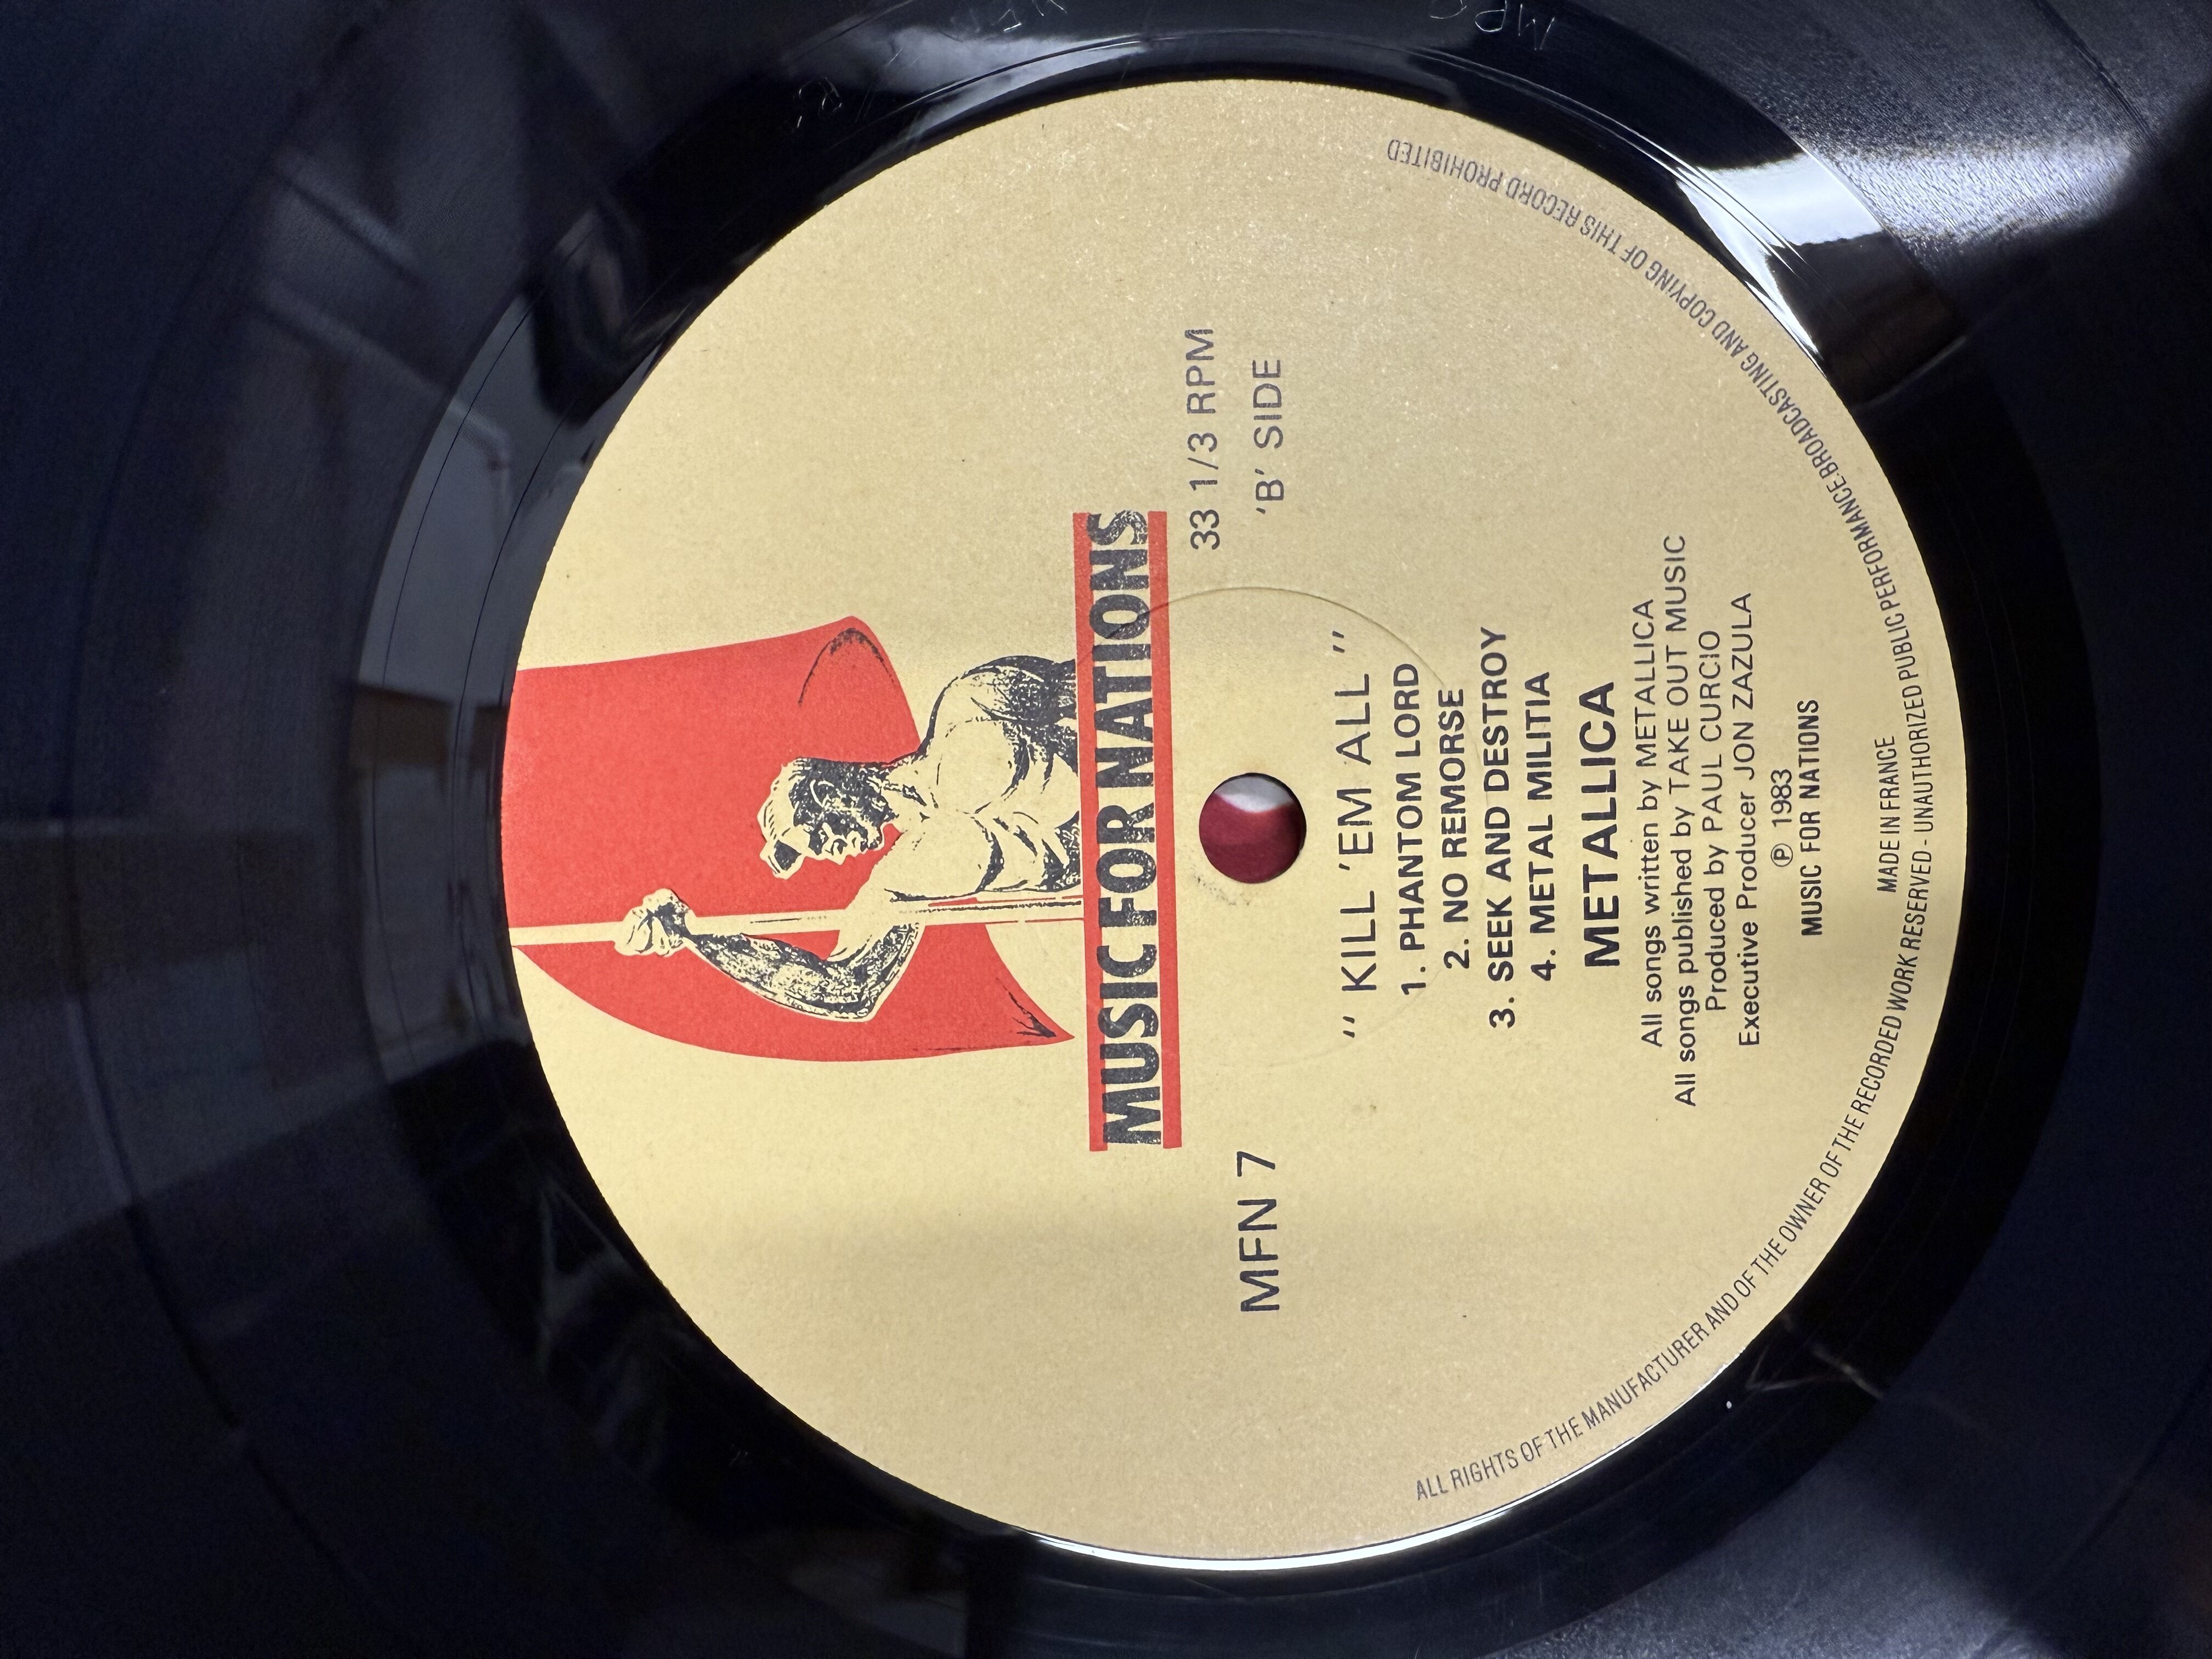 MUSIC FOR NATIONS
33 1/3 RPM
MFN 7
'B' SIDE
" KILL 'EM ALL "
1. PHANTOM LORD
2. NO REMORSE
3. SEEK AND DESTROY
4. METAL MILITIA
METALLICA
All songs written by METALLICA
All songs published by TAKE OUT MUSIC
Produced by PAUL CURCIO
Executive Producer JON ZAZULA
℗ 1983
MUSIC FOR NATIONS
MADE IN FRANCE
ALL RIGHTS OF THE MANUFACTURER AND OF THE OWNER OF THE RECORDED WORK RESERVED - UNAUTHORIZED PUBLIC PERFORMANCE-BROADCASTING AND COPYING OF THIS RECORD PROHIBITED